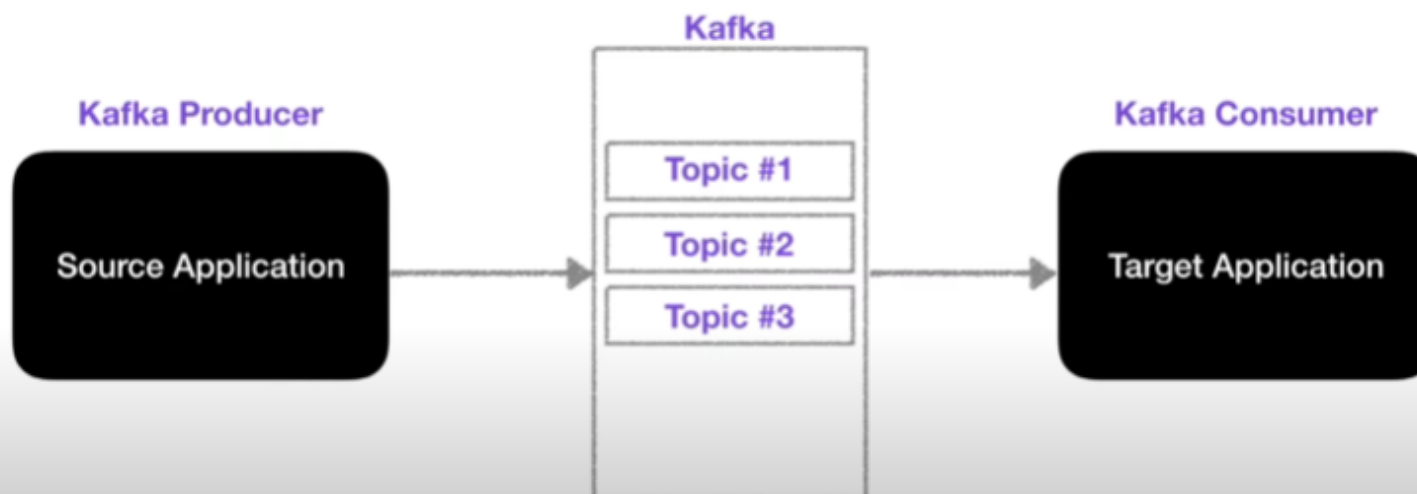 Kafka
Kafka Producer
Kafka Consumer
Topic #1
Source Application
Topic #2
Target Application
Topic #3